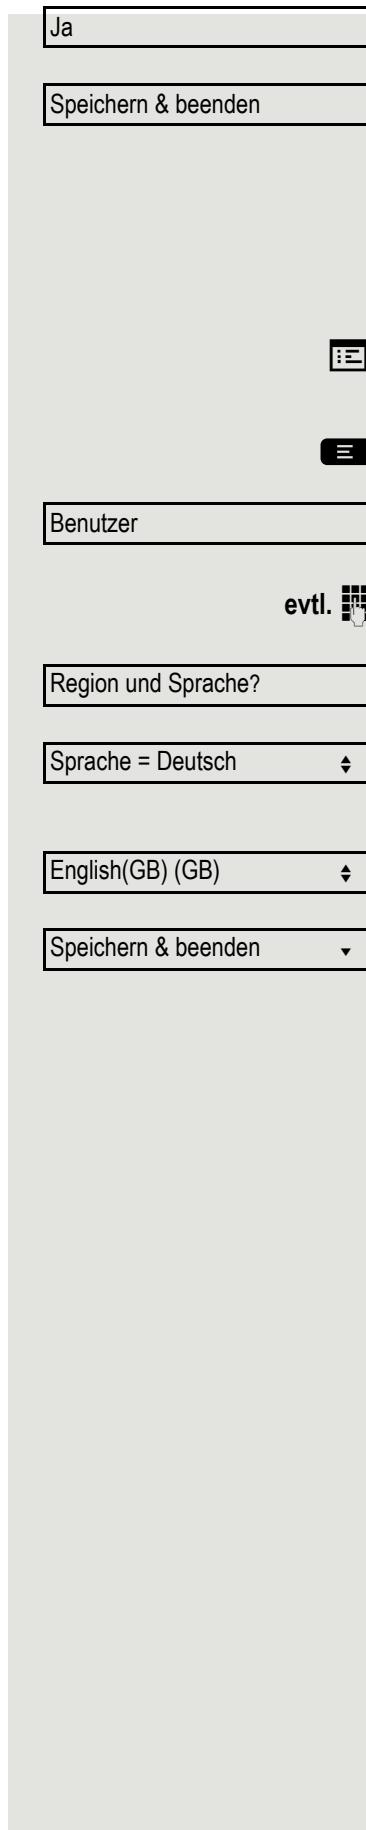 Ja
Speichern & beenden
Benutzer
evtl.
Region und Sprache?
Sprache = Deutsch
English(GB) (GB)
Speichern & beenden